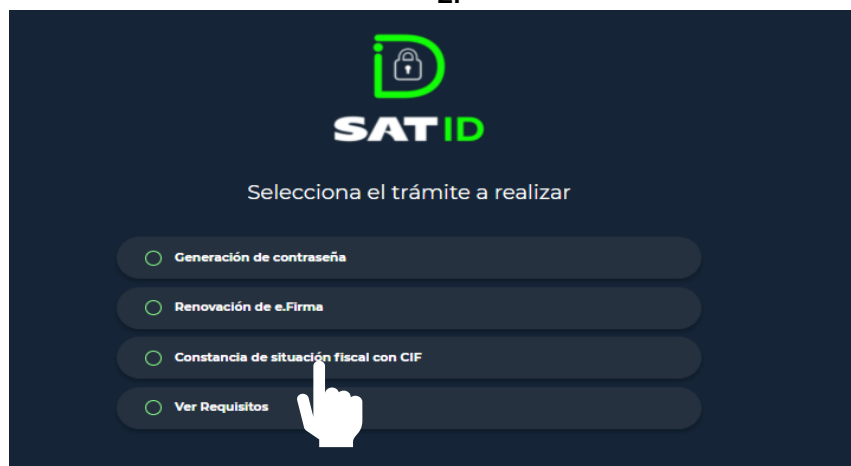 SAT ID
Selecciona el trámite a realizar
Generación de contraseña
Renovación de e.Firma
Constancia de situación fiscal con CIF
Ver Requisitos